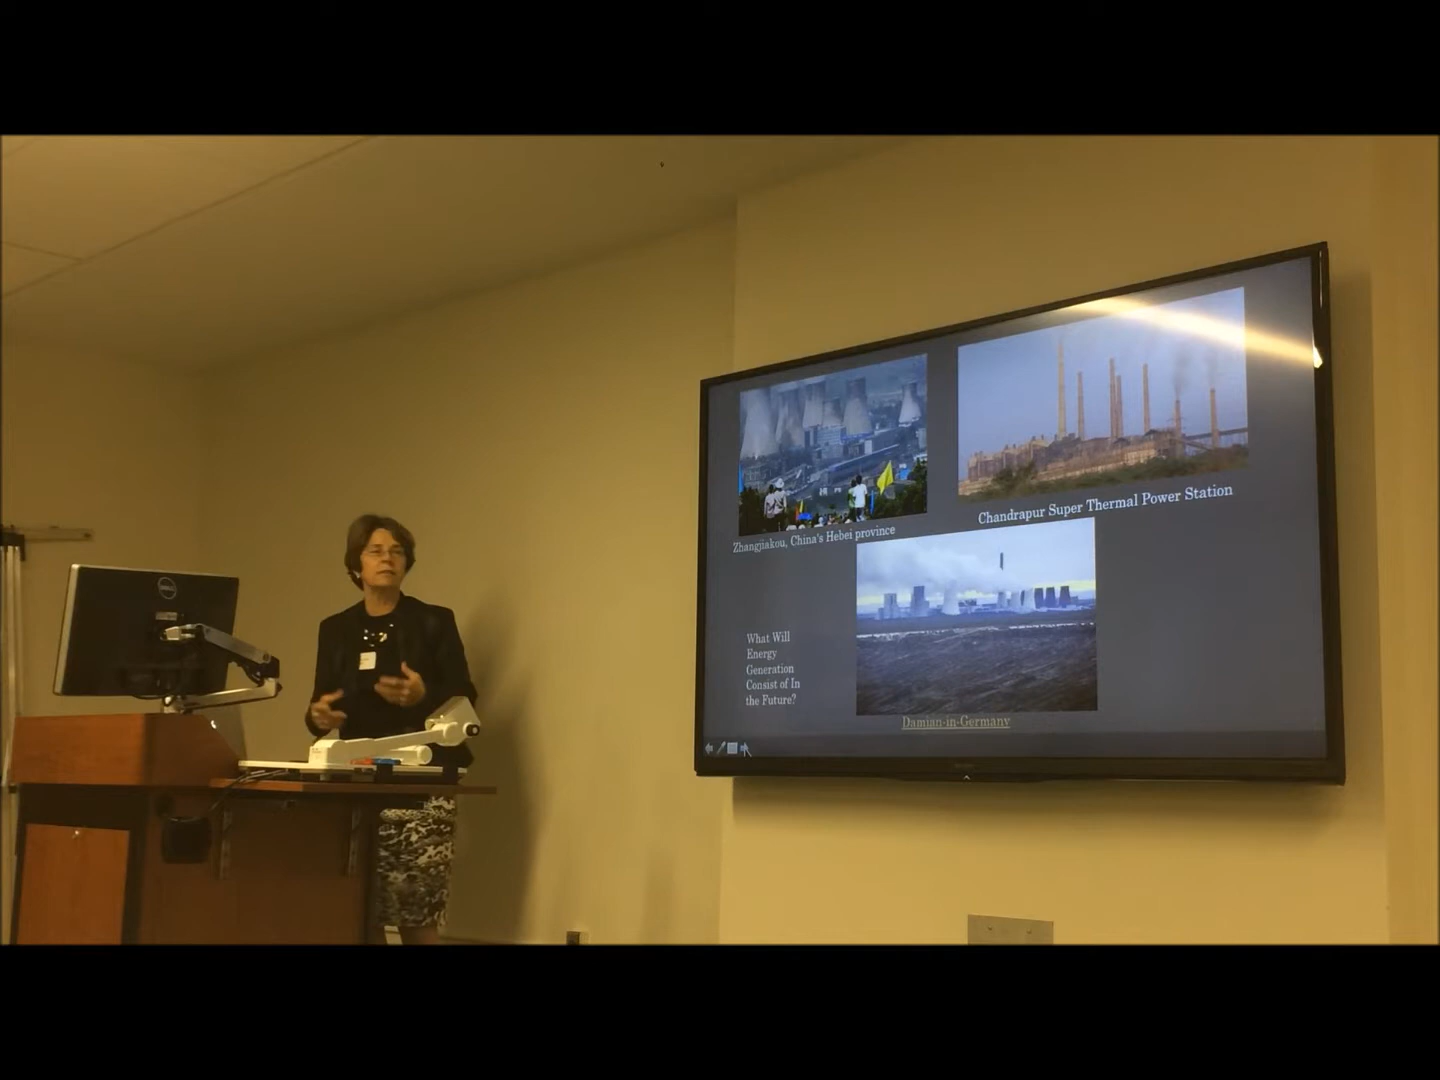 Zhangjiakou, China's Hebei province
Chandrapur Super Thermal Power Station
What Will
Energy
Generation
Consist of In
the Future?
Damian-in-Germany
DELL